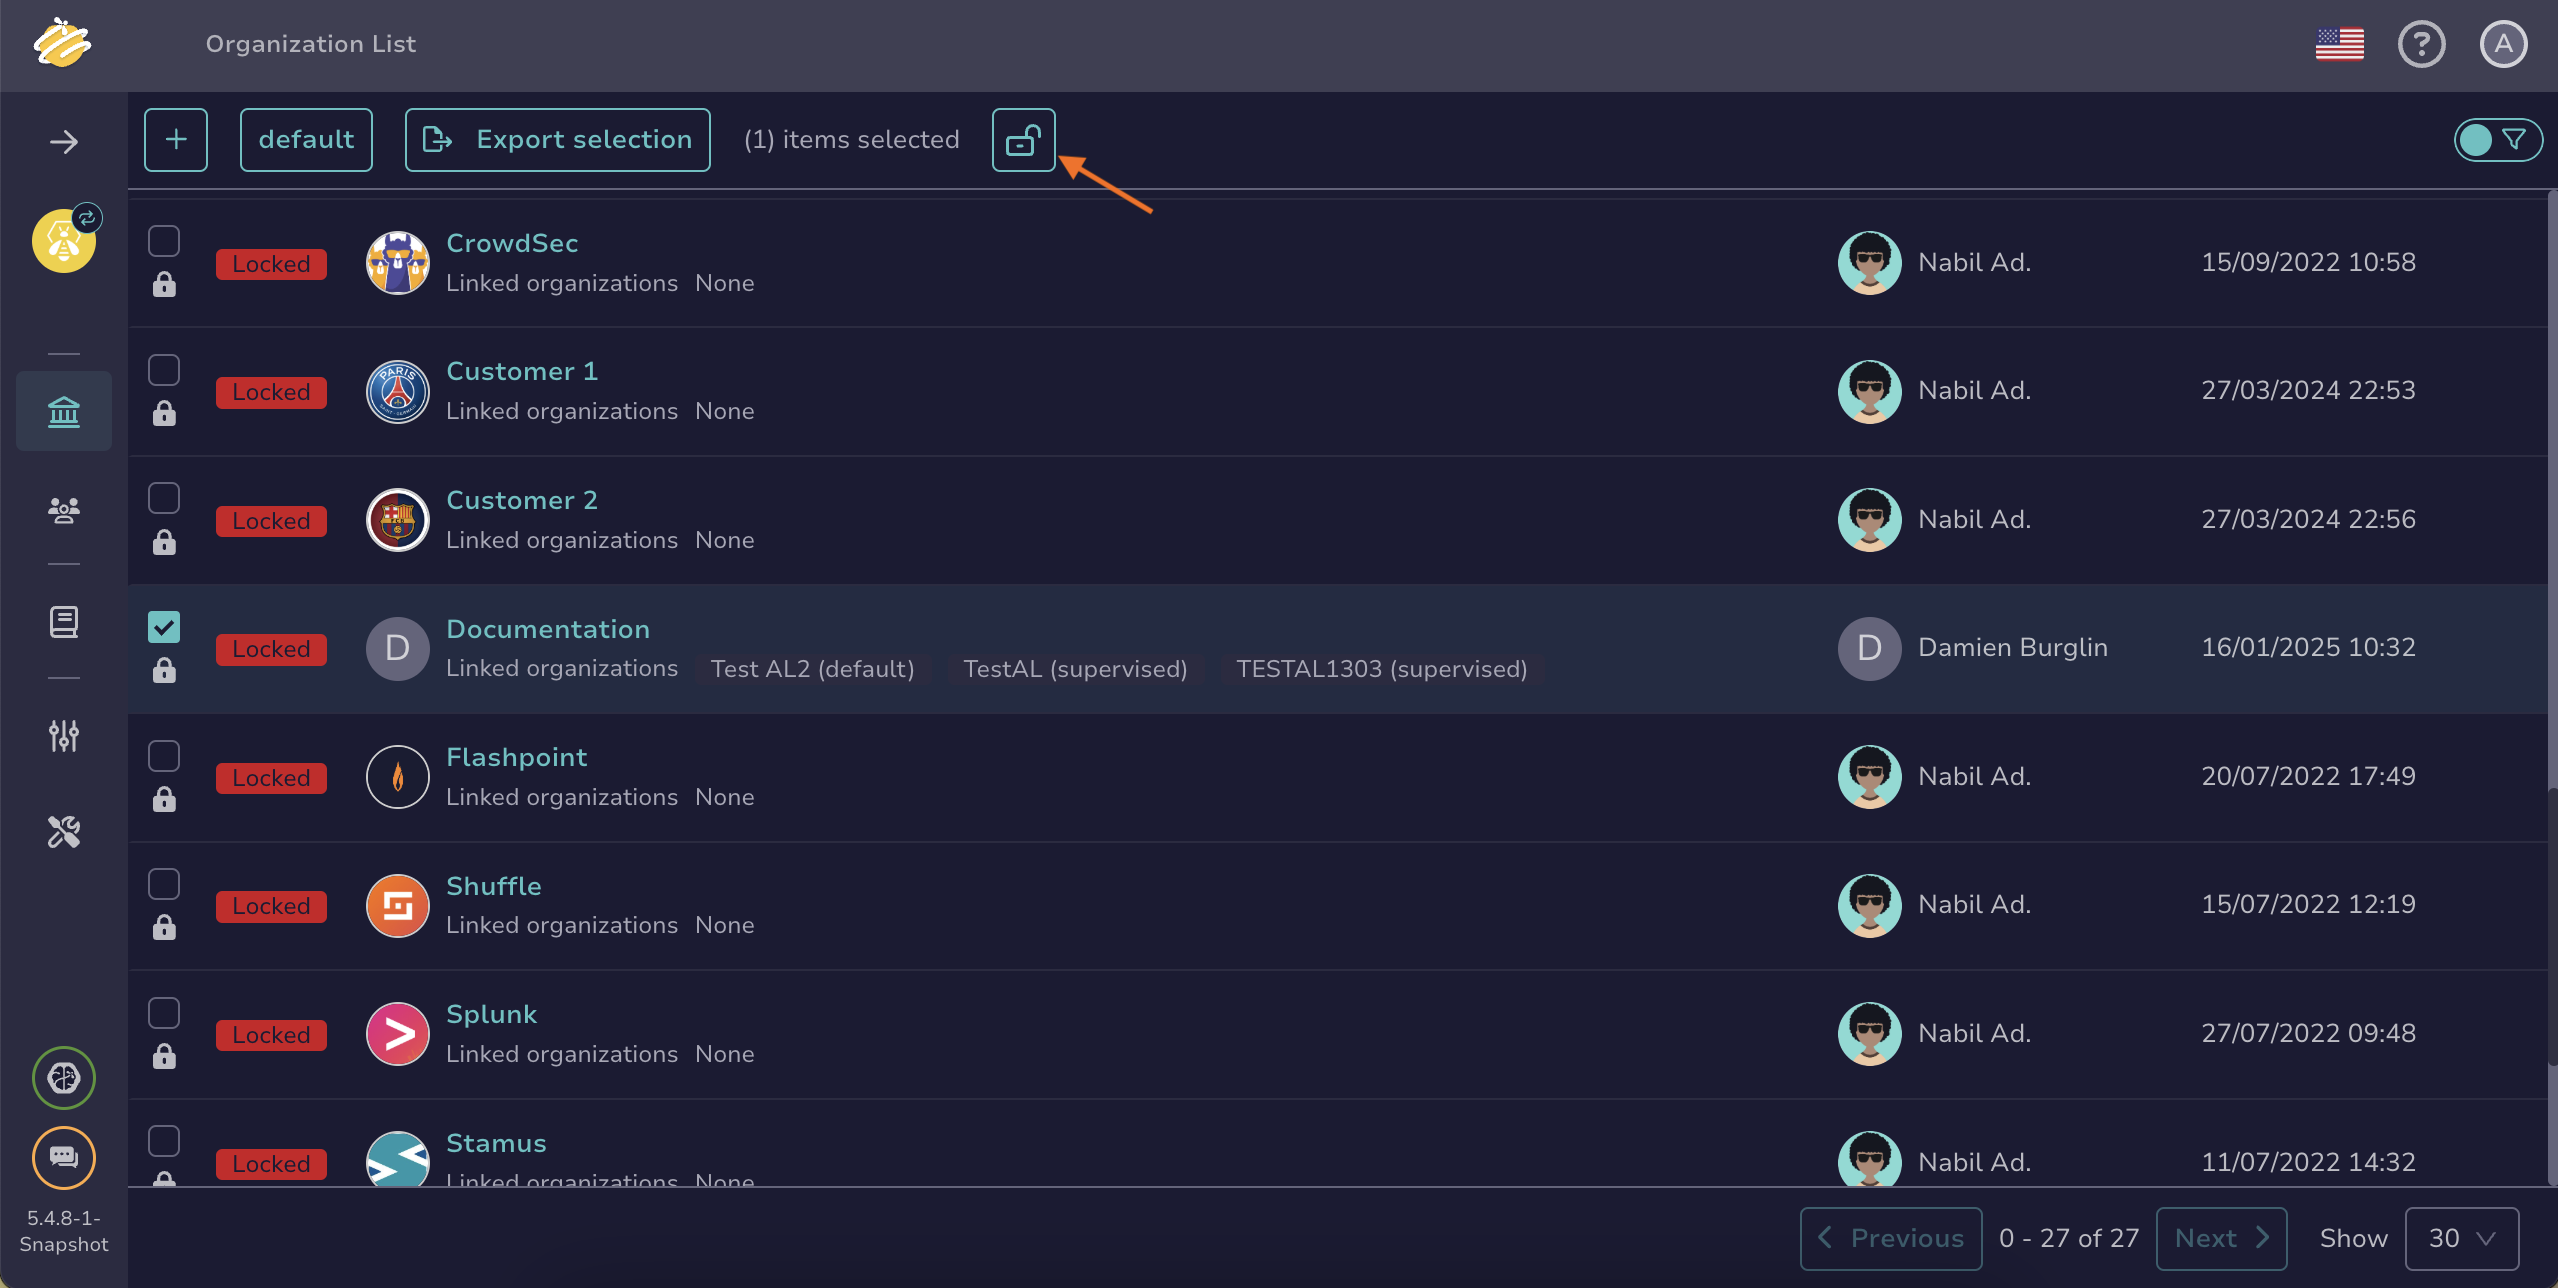 Organization List
A
default
Export selection
(1) items selected
Locked
CrowdSec
Linked organizations None
Nabil Ad.
15/09/2022 10:58
Locked
PARIS
SAINT-GERMAIN
Customer 1
Linked organizations None
Nabil Ad.
27/03/2024 22:53
Locked
FCB
Customer 2
Linked organizations None
Nabil Ad.
27/03/2024 22:56
Locked
D
Documentation
Linked organizations Test AL2 (default) TestAL (supervised) TESTAL1303 (supervised)
D
Damien Burglin
16/01/2025 10:32
Locked
Flashpoint
Linked organizations None
Nabil Ad.
20/07/2022 17:49
Locked
Shuffle
Linked organizations None
Nabil Ad.
15/07/2022 12:19
Locked
Splunk
Linked organizations None
Nabil Ad.
27/07/2022 09:48
Locked
Stamus
Linked organizations None
Nabil Ad.
11/07/2022 14:32
5.4.8-1-
Snapshot
Previous
0 - 27 of 27
Next
Show
30